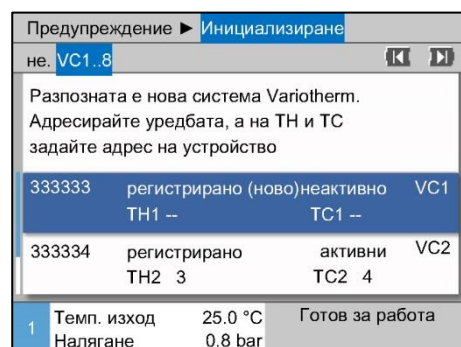 Предупреждение ► Инициализиране
не. VC1..8
Разпозната е нова система Variotherm.
Адресирайте уредбата, а на TH и TC
задайте адрес на устройство
333333 регистрирано (ново)неактивно VC1
TH1 -- TC1 --
333334 регистрирано активни VC2
TH2 3 TC2 4
1 Темп. изход 25.0 °C Готов за работа
Налягане 0.8 bar